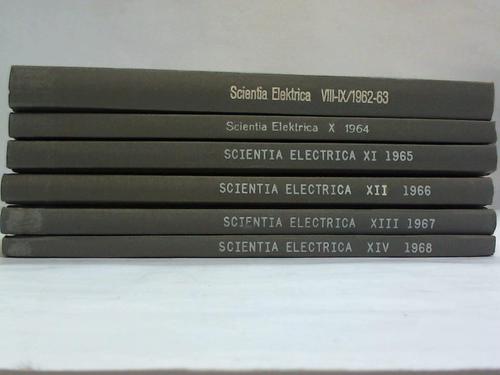 Scientia Elektrica VIII-IX/1962-63
Scientia Elektrica X 1964
SCIENTIA ELECTRICA XI 1965
SCIENTIA ELECTRICA XII 1966
SCIENTIA ELECTRICA XIII 1967
SCIENTIA ELECTRICA XIV 1968